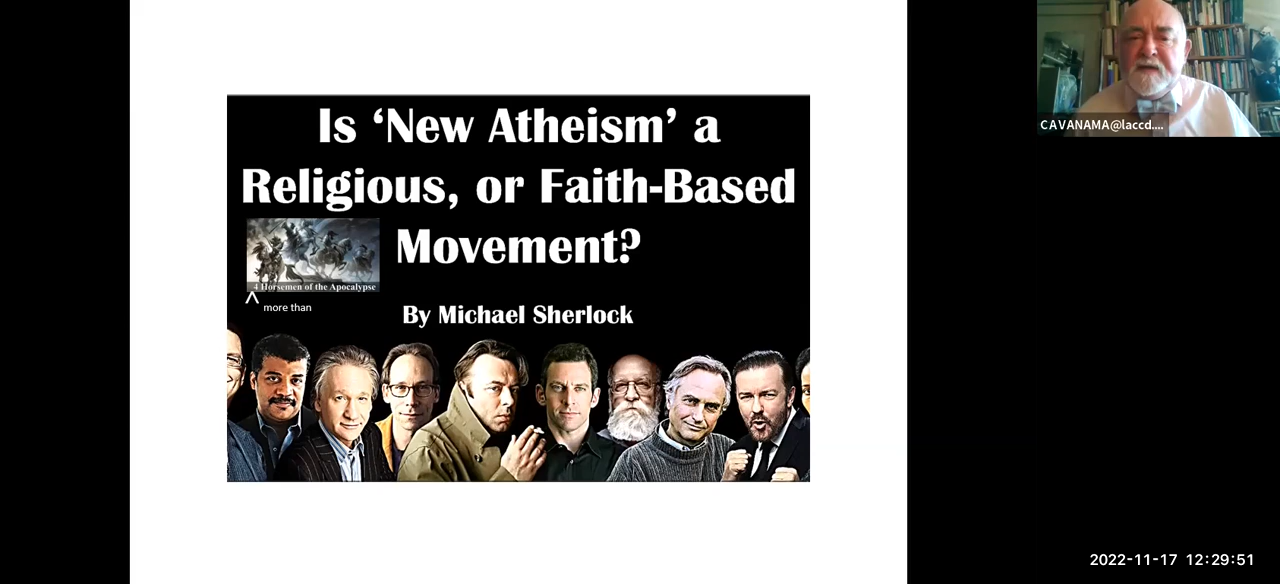 Is ‘New Atheism’ a
Religious, or Faith-Based
Movement?
4 Horsemen of the Apocalypse
^
more than
By Michael Sherlock
CAVANAMA@laccd....
2022-11-17 12:29:51